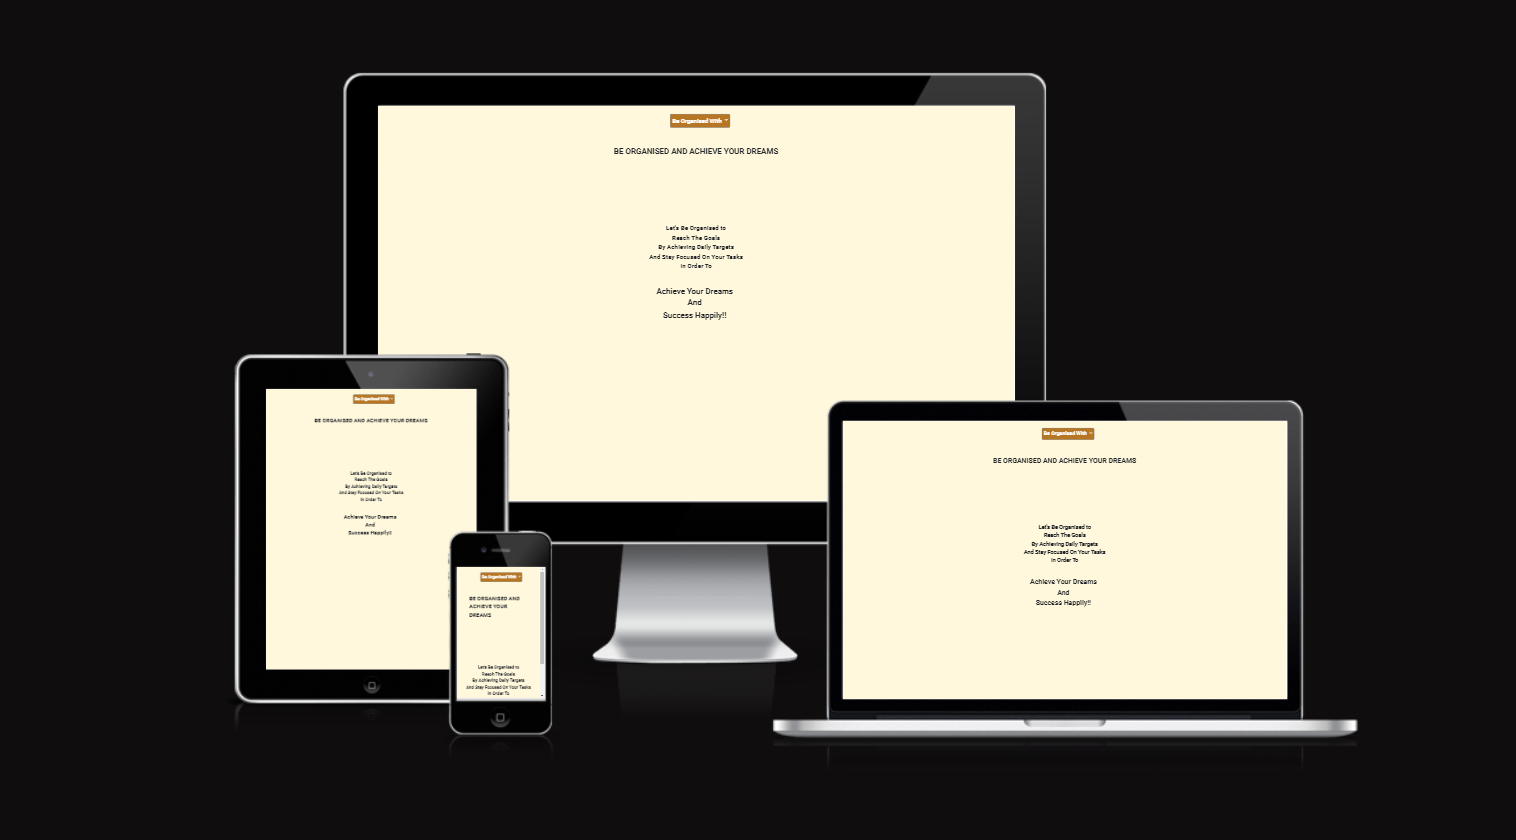 Be Organised With
BE ORGANISED AND ACHIEVE YOUR DREAMS
Let's Be Organised to
Reach The Goals
By Achieving Daily Targets
And Stay Focused On Your Tasks
In Order To
Achieve Your Dreams
And
Success Happily!!
Be Organised With
BE ORGANISED AND ACHIEVE YOUR DREAMS
Let's Be Organised to
Reach The Goals
By Achieving Daily Targets
And Stay Focused On Your Tasks
In Order To
Achieve Your Dreams
And
Success Happily!!
Be Organised With
BE ORGANISED AND
ACHIEVE YOUR
DREAMS
Let's Be Organised to
Reach The Goals
By Achieving Daily Targets
And Stay Focused On Your Tasks
In Order To
Be Organised With
BE ORGANISED AND ACHIEVE YOUR DREAMS
Let's Be Organised to
Reach The Goals
By Achieving Daily Targets
And Stay Focused On Your Tasks
In Order To
Achieve Your Dreams
And
Success Happily!!